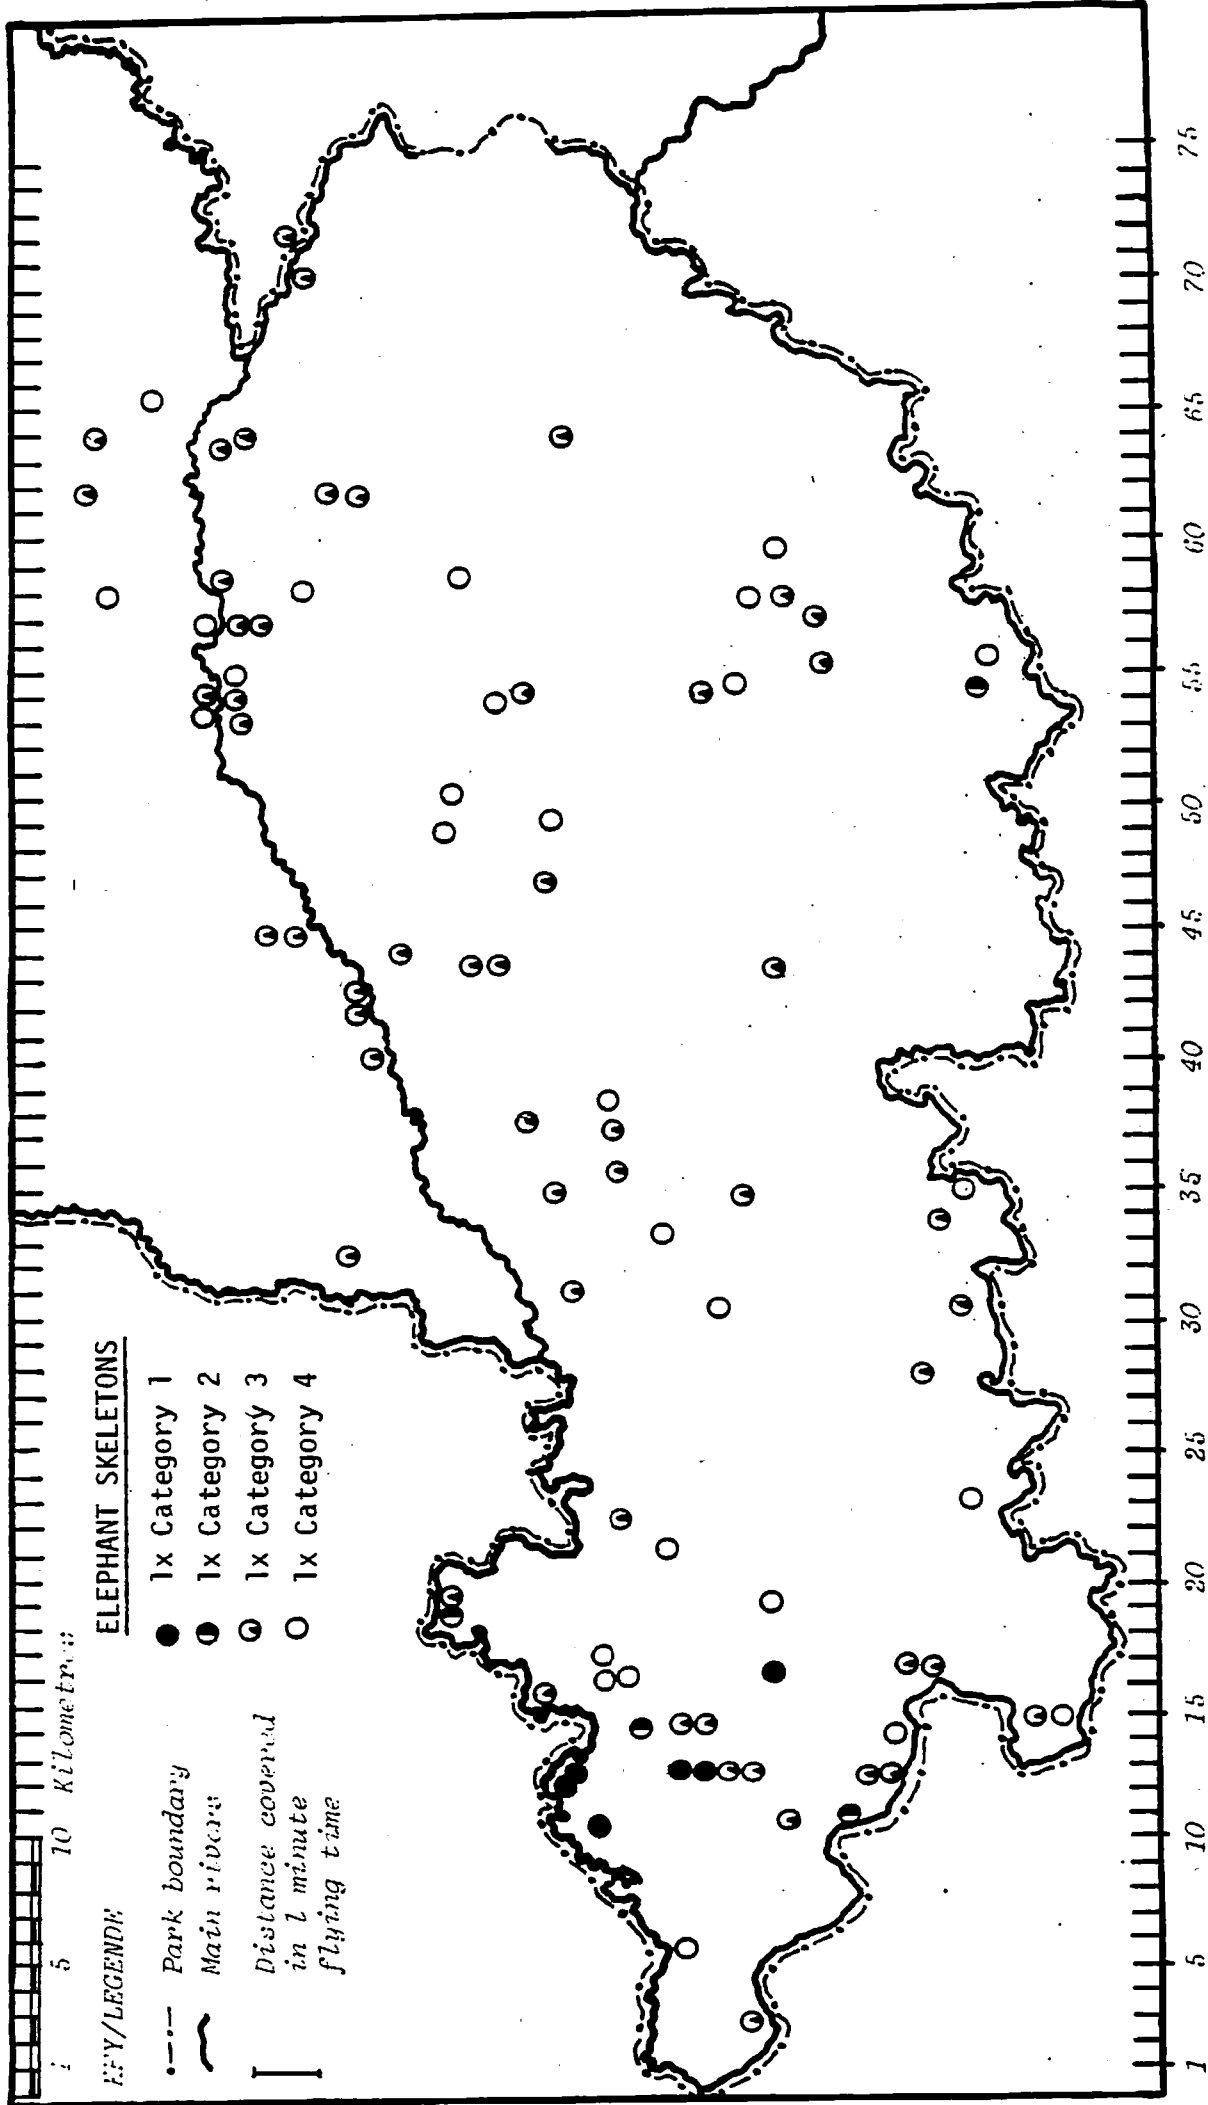 1 5 10 Kilometres
KEY/LEGENDE
Park boundary
Main rivers
Distance covered
in 1 minute
flying time
ELEPHANT SKELETONS
1x Category 1
1x Category 2
1x Category 3
1x Category 4
1 5 10 15 20 25 30 35 40 45 50 55 60 65 70 75